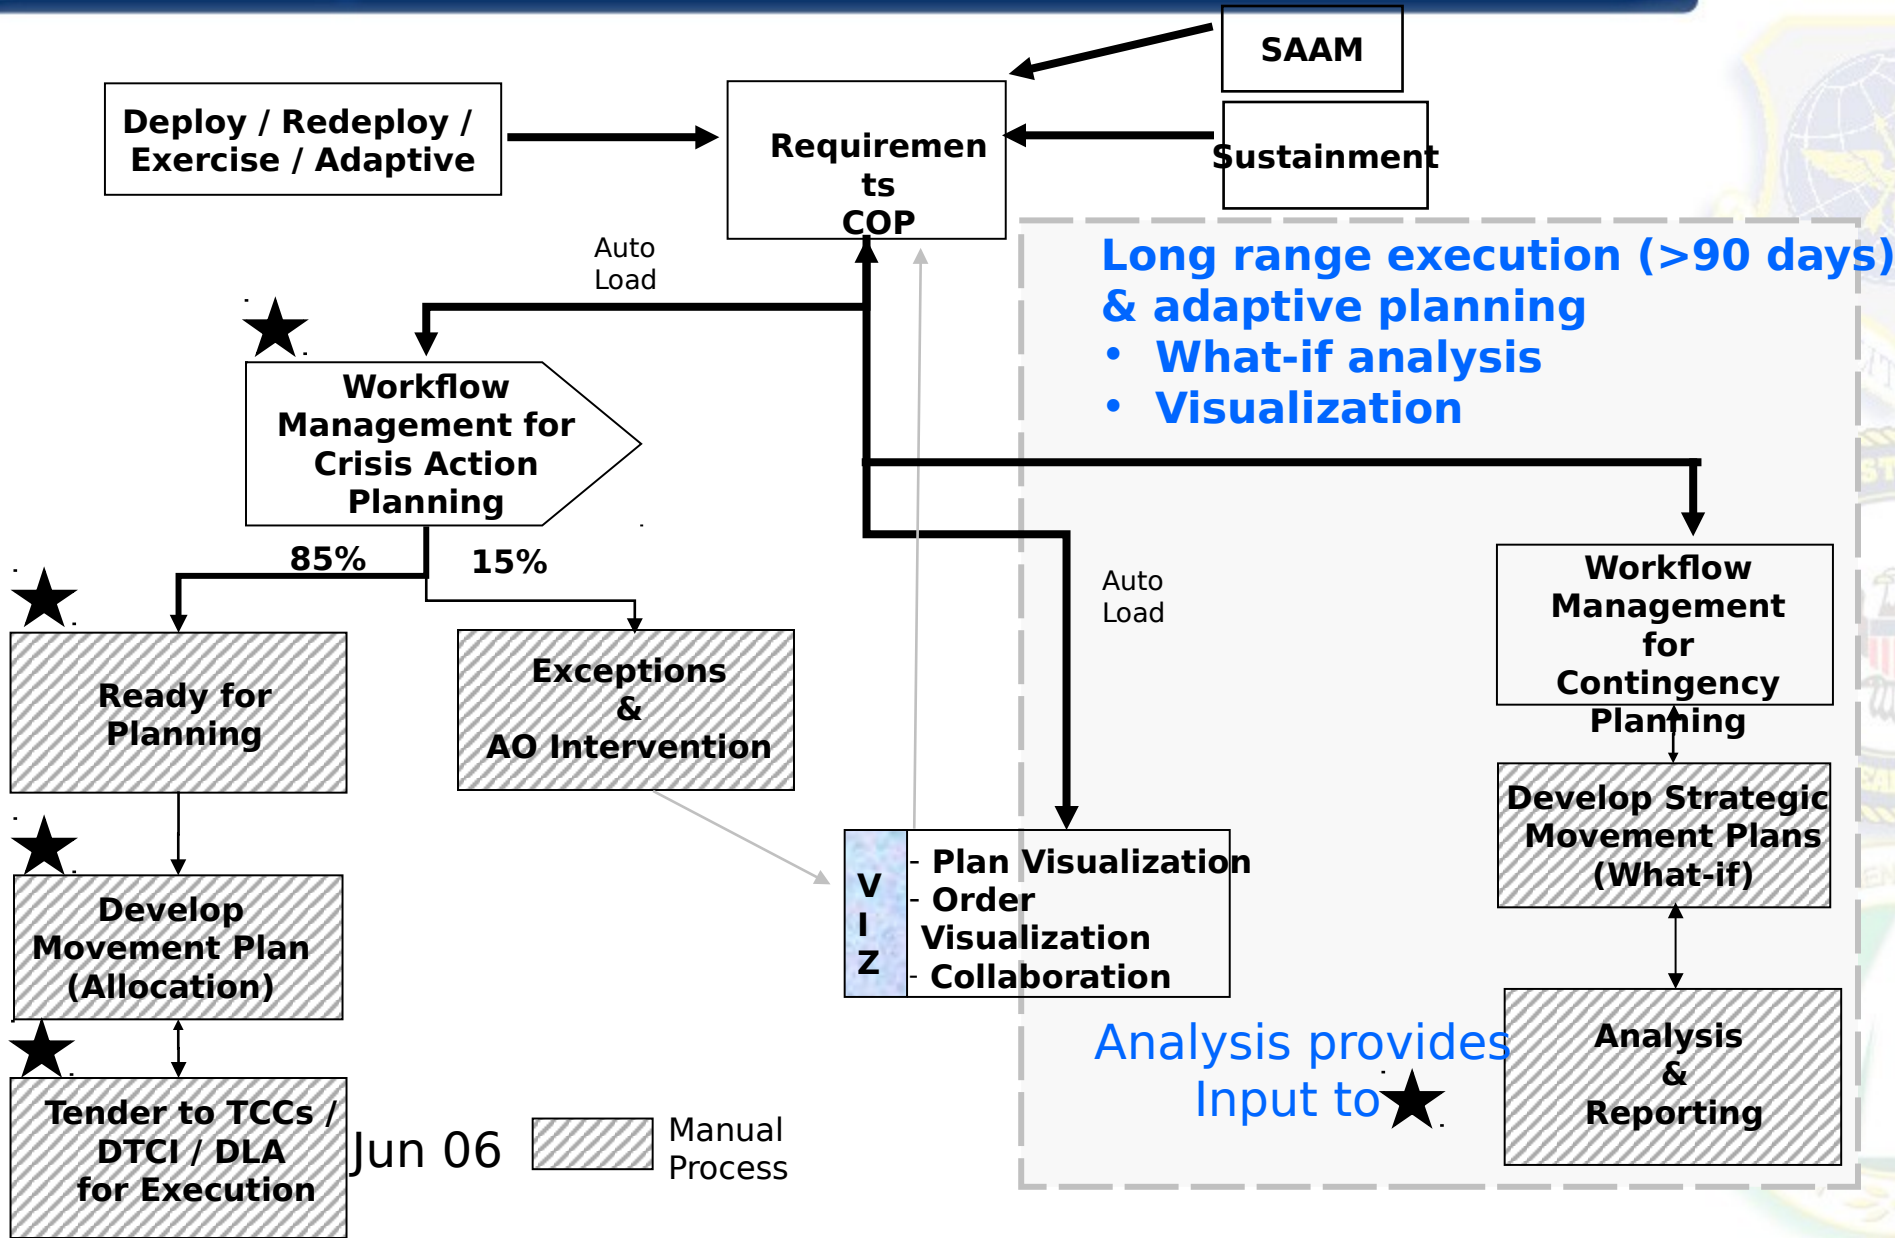 SAAM
Deploy / Redeploy /
Exercise / Adaptive
Requiremen
ts
COP
Sustainment
Auto
Load
Long range execution (>90 days)
& adaptive planning
• What-if analysis
• Visualization
Workflow
Management for
Crisis Action
Planning
85%
15%
Auto
Load
Workflow
Management
for
Contingency
Planning
Ready for
Planning
Exceptions
&
AO Intervention
Develop Strategic
Movement Plans
(What-if)
V
I
Z
- Plan Visualization
- Order
Visualization
- Collaboration
Develop
Movement Plan
(Allocation)
Analysis provides
Input to
Analysis
&
Reporting
Tender to TCCs /
DTCI / DLA
for Execution
Jun 06
Manual
Process